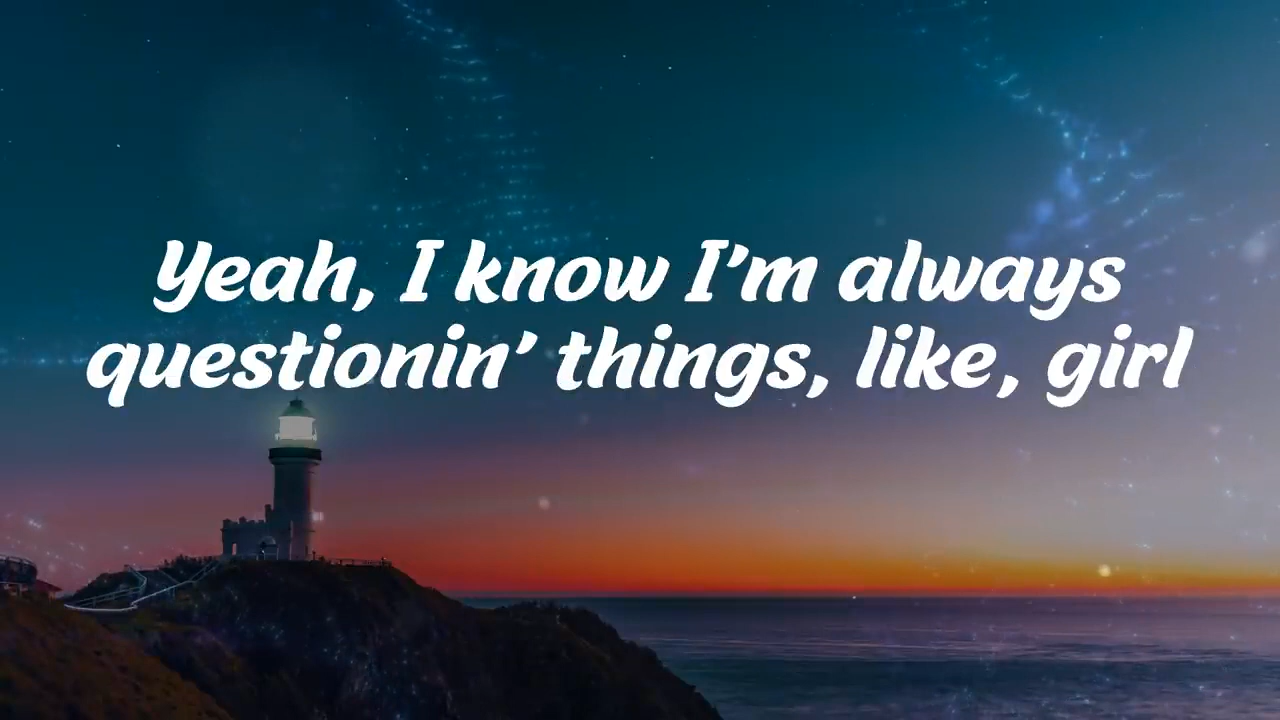 Yeah, I know I'm always
questionin' things, like, girl